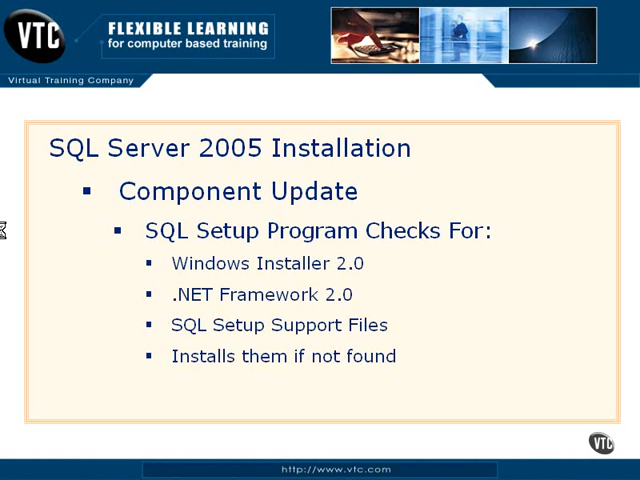 VTC
FLEXIBLE LEARNING
for computer based training
Virtual Training Company
SQL Server 2005 Installation
Component Update
SQL Setup Program Checks For:
Windows Installer 2.0
.NET Framework 2.0
SQL Setup Support Files
Installs them if not found
VTC
http://www.vtc.com